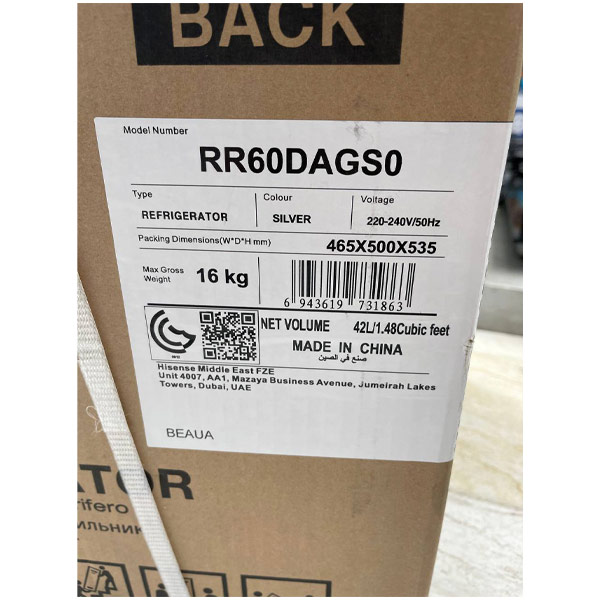 BACK
Model Number
RR60DAGS0
Type Colour Voltage
REFRIGERATOR SILVER 220-240V/50Hz
Packing Dimensions(W*D*H mm) 465X500X535
Max Gross Weight 16 kg
6 943619 731863
NET VOLUME 42L/1.48Cubic feet
MADE IN CHINA
صنع في الصين
Hisense Middle East FZE
Unit 4007, AA1, Mazaya Business Avenue, Jumeirah Lakes
Towers, Dubai, UAE
BEAUA
ATOR
rifero
ильник